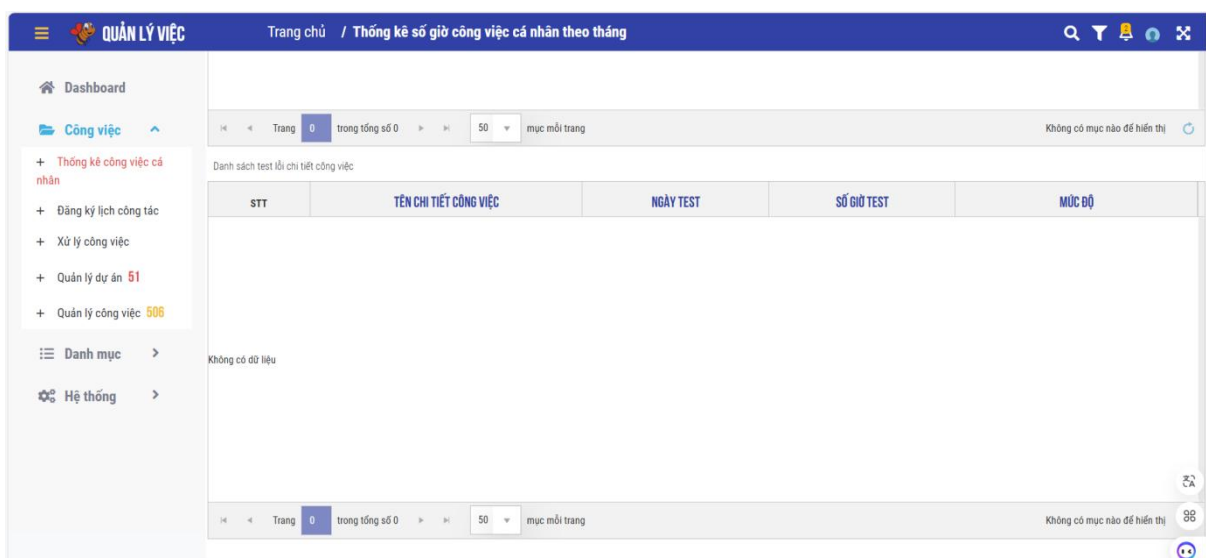 QUẢN LÝ VIỆC
Trang chủ / Thống kê số giờ công việc cá nhân theo tháng
Dashboard
Công việc
+ Thống kê công việc cá
nhân
+ Đăng ký lịch công tác
+ Xử lý công việc
+ Quản lý dự án 51
+ Quản lý công việc 506
Danh mục
Hệ thống
Trang 0 trong tổng số 0 50 mục mỗi trang Không có mục nào để hiển thị
Danh sách test lỗi chi tiết công việc
STT TÊN CHI TIẾT CÔNG VIỆC NGÀY TEST SỐ GIỜ TEST MỨC ĐỘ
Không có dữ liệu
Trang 0 trong tổng số 0 50 mục mỗi trang Không có mục nào để hiển thị